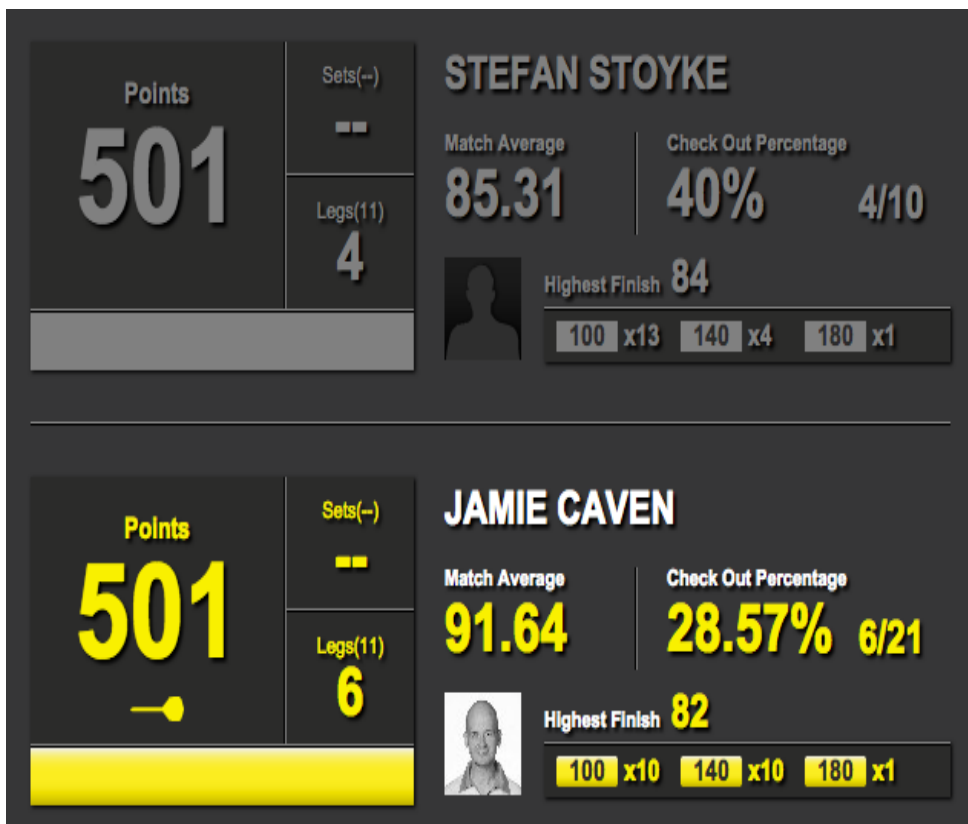 STEFAN STOYKE
Points
501
Sets(--)
--
Legs(11)
4
Match Average
85.31
Check Out Percentage
40% 4/10
Highest Finish 84
100 x13 140 x4 180 x1
JAMIE CAVEN
Points
501
Sets(--)
--
Legs(11)
6
Match Average
91.64
Check Out Percentage
28.57% 6/21
Highest Finish 82
100 x10 140 x10 180 x1